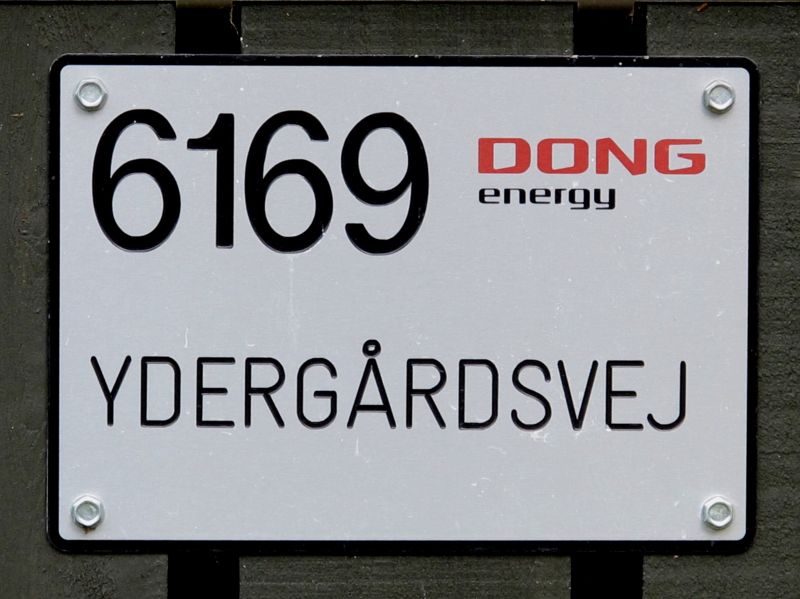 6169
DONG
energy
YDERGÅRDSVEJ